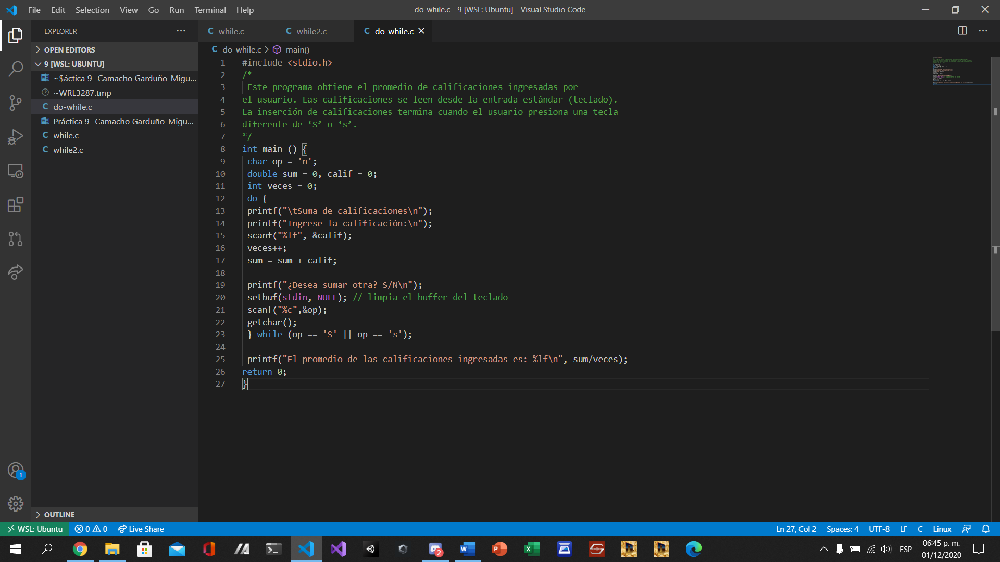 File Edit Selection View Go Run Terminal Help
do-while.c - 9 [WSL: Ubuntu] - Visual Studio Code
EXPLORER
OPEN EDITORS
9 [WSL: UBUNTU]
~$áctica 9 -Camacho Garduño-Migu...
~WRL3287.tmp
do-while.c
Práctica 9 -Camacho Garduño-Migu...
while.c
while2.c
OUTLINE
while.c while2.c do-while.c
do-while.c > main()
1 #include <stdio.h>
2 /*
3 Este programa obtiene el promedio de calificaciones ingresadas por
4 el usuario. Las calificaciones se leen desde la entrada estándar (teclado).
5 La inserción de calificaciones termina cuando el usuario presiona una tecla
6 diferente de ‘S’ o ‘s’.
7 */
8 int main () {
9 char op = 'n';
10 double sum = 0, calif = 0;
11 int veces = 0;
12 do {
13 printf("\tSuma de calificaciones\n");
14 printf("Ingrese la calificación:\n");
15 scanf("%lf", &calif);
16 veces++;
17 sum = sum + calif;
18
19 printf("¿Desea sumar otra? S/N\n");
20 setbuf(stdin, NULL); // limpia el buffer del teclado
21 scanf("%c",&op);
22 getchar();
23 } while (op == 'S' || op == 's');
24
25 printf("El promedio de las calificaciones ingresadas es: %lf\n", sum/veces);
26 return 0;
27 }
1
WSL: Ubuntu 0 0 Live Share
Ln 27, Col 2 Spaces: 4 UTF-8 LF C Linux
2
ESP
06:45 p. m.
01/12/2020